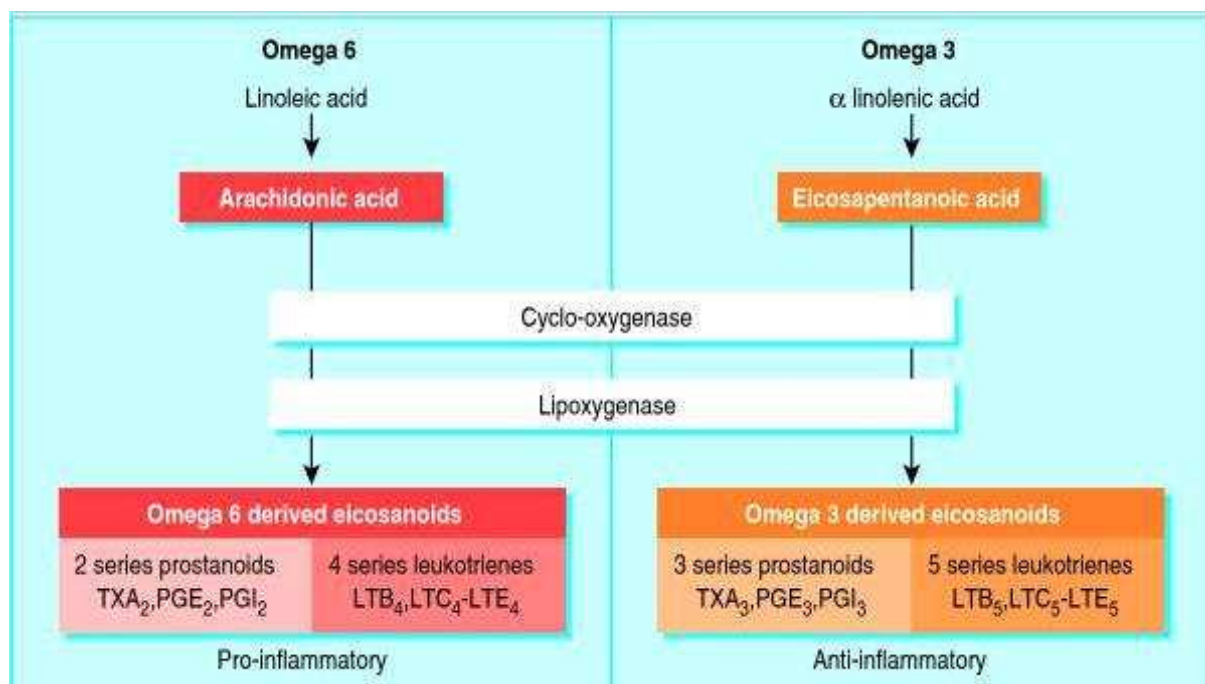 Omega 6
Linoleic acid
Arachidonic acid
Omega 3
α linolenic acid
Eicosapentanoic acid
Cyclo-oxygenase
Lipoxygenase
Omega 6 derived eicosanoids
2 series prostanoids
TXA₂,PGE₂,PGI₂
4 series leukotrienes
LTB₄,LTC₄-LTE₄
Pro-inflammatory
Omega 3 derived eicosanoids
3 series prostanoids
TXA₃,PGE₃,PGI₃
5 series leukotrienes
LTB₅,LTC₅-LTE₅
Anti-inflammatory